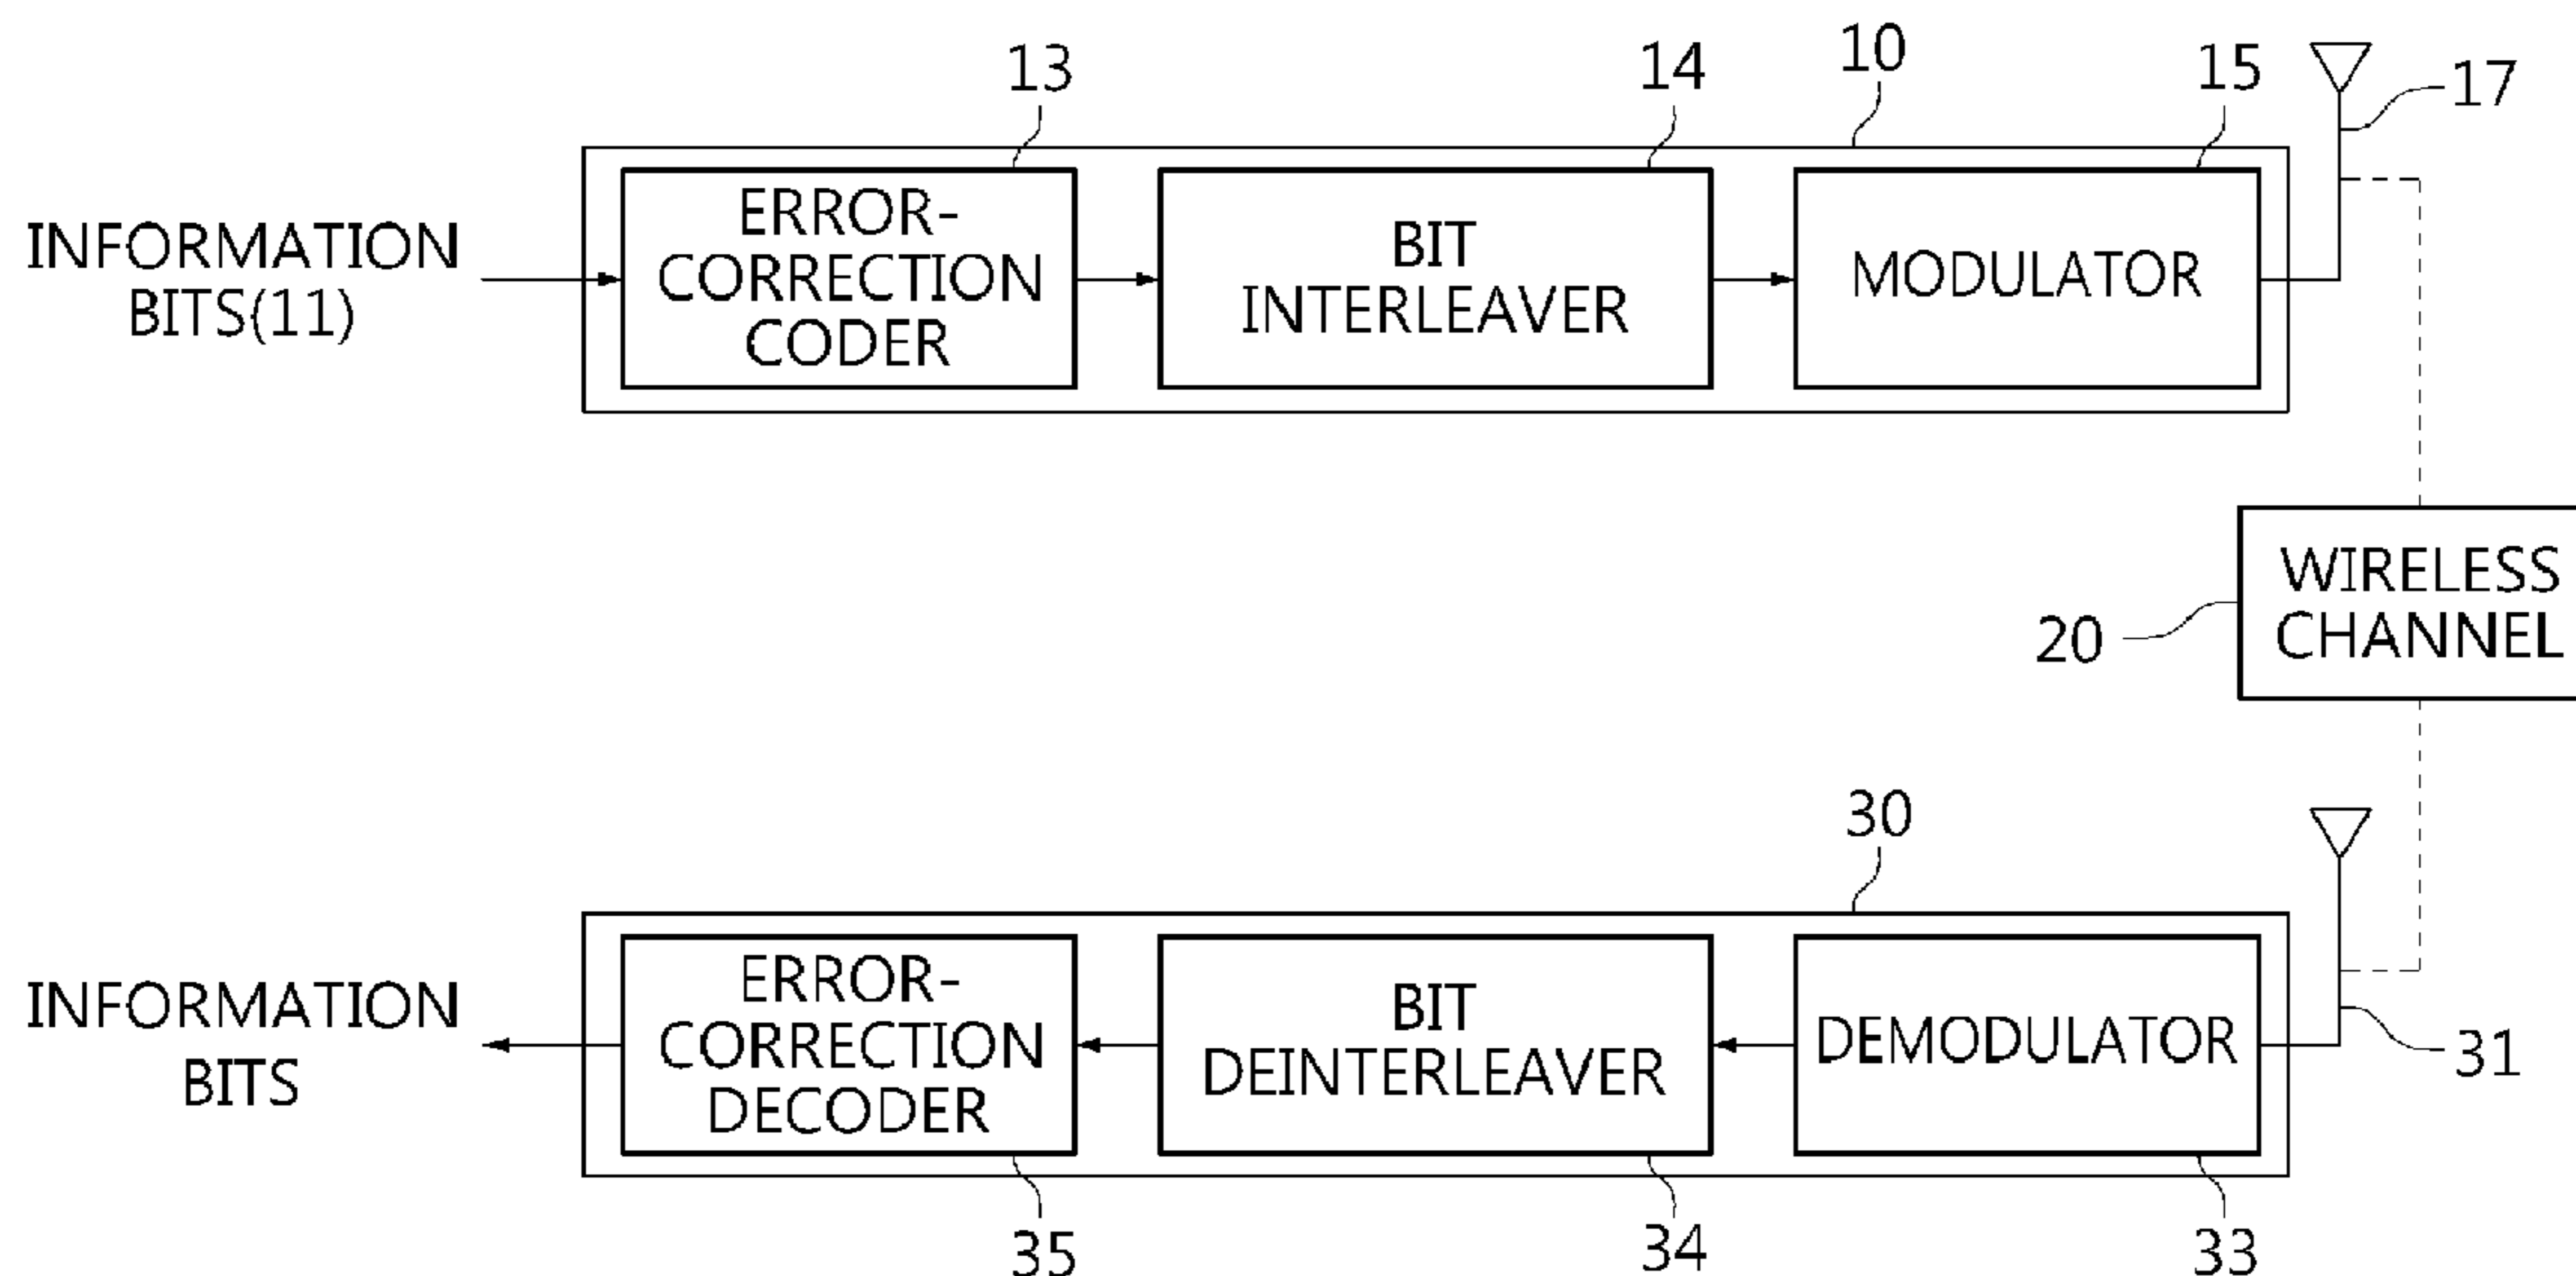 13
14
10
15
17
INFORMATION
BITS(11)
ERROR-
CORRECTION
CODER
BIT
INTERLEAVER
MODULATOR
WIRELESS
CHANNEL
20
30
INFORMATION
BITS
ERROR-
CORRECTION
DECODER
BIT
DEINTERLEAVER
DEMODULATOR
31
35
34
33